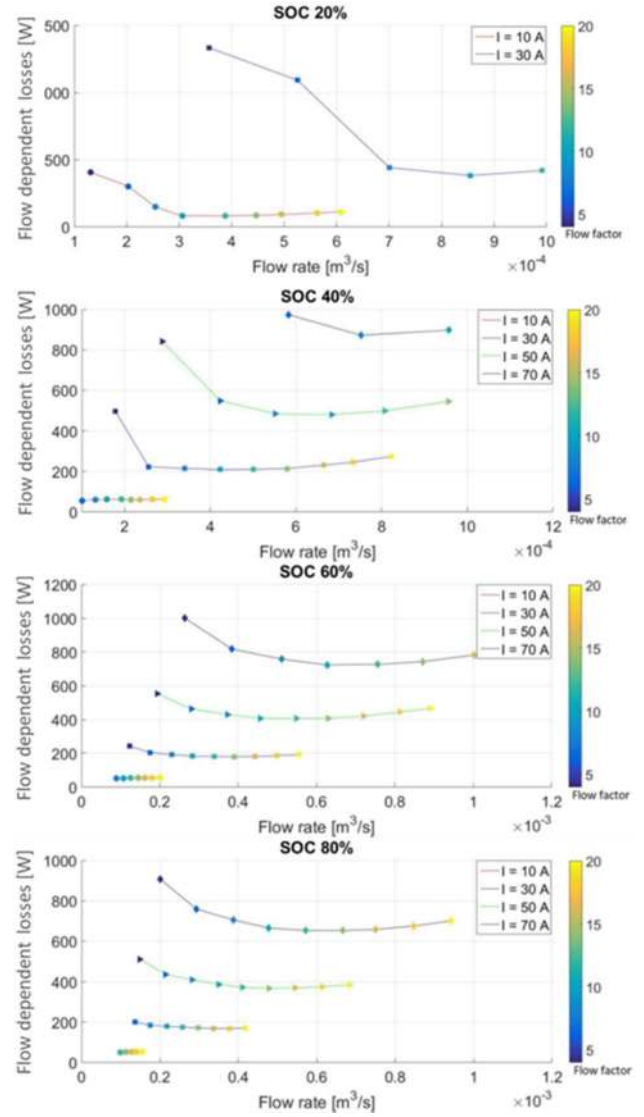 SOC 20%
Flow dependent losses [W]
500
000
500
0
1 2 3 4 5 6 7 8 9 10
×10⁻⁴
Flow rate [m³/s]
I = 10 A
I = 30 A
20
15
10
5
Flow factor
SOC 40%
Flow dependent losses [W]
1000
800
600
400
200
0
2 4 6 8 10 12
×10⁻⁴
Flow rate [m³/s]
I = 10 A
I = 30 A
I = 50 A
I = 70 A
20
15
10
5
Flow factor
SOC 60%
Flow dependent losses [W]
1200
1000
800
600
400
200
0
0 0.2 0.4 0.6 0.8 1 1.2
×10⁻³
Flow rate [m³/s]
I = 10 A
I = 30 A
I = 50 A
I = 70 A
20
15
10
5
Flow factor
SOC 80%
Flow dependent losses [W]
1000
800
600
400
200
0
0 0.2 0.4 0.6 0.8 1 1.2
×10⁻³
Flow rate [m³/s]
I = 10 A
I = 30 A
I = 50 A
I = 70 A
20
15
10
5
Flow factor